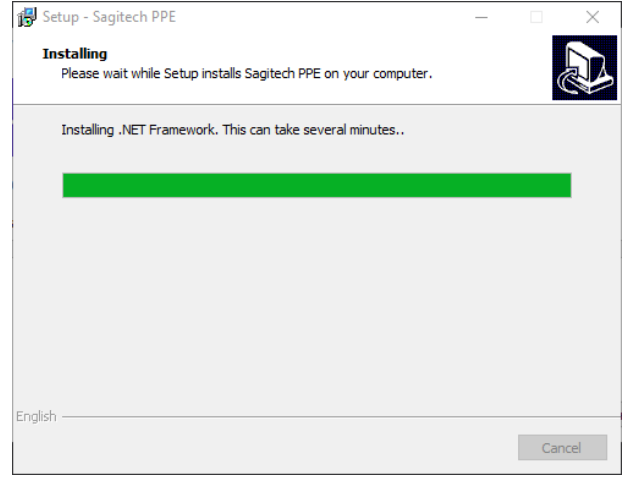 Setup - Sagitech PPE
Installing
Please wait while Setup installs Sagitech PPE on your computer.
Installing .NET Framework. This can take several minutes..
English
Cancel